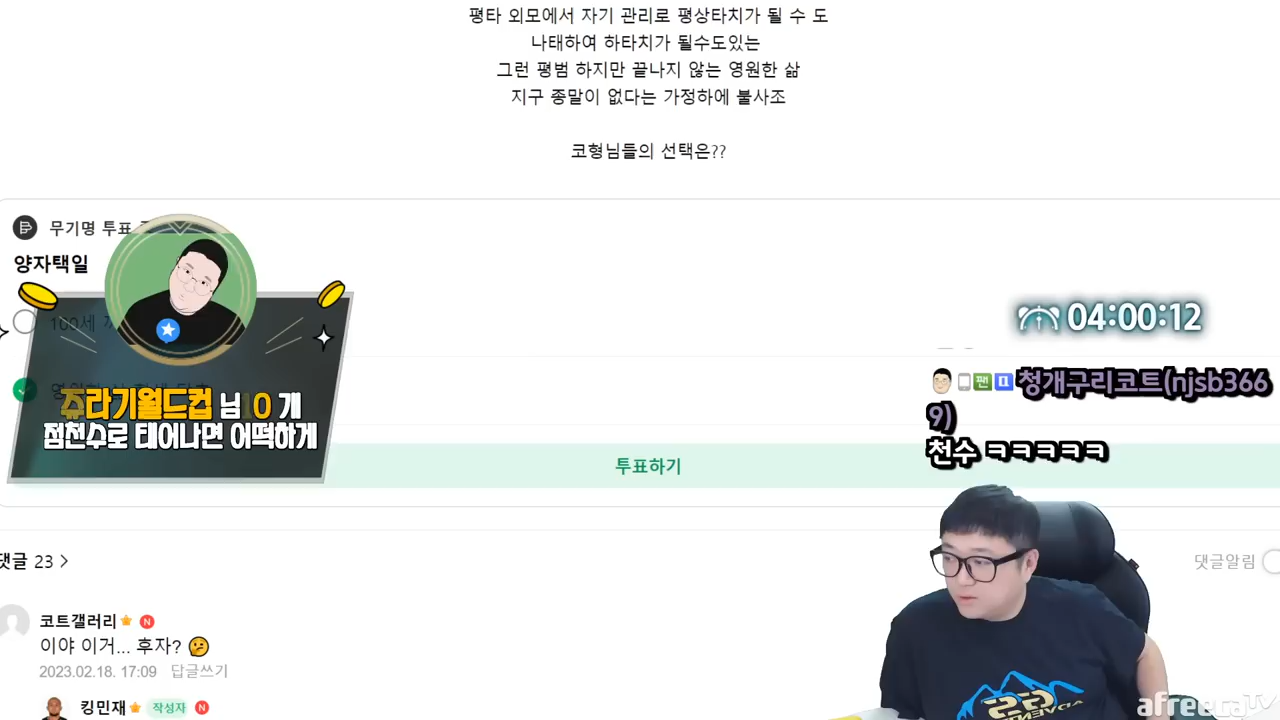 평타 외모에서 자기 관리로 평상타치가 될 수 도
나태하여 하타치가 될수도있는
그런 평범 하지만 끝나지 않는 영원한 삶
지구 종말이 없다는 가정하에 불사조
코형님들의 선택은??
무기명 투표
양자택일
100세
쥬라기월드컵 님 10 개
점천수로 태어나면 어떡하게
투표하기
04:00:12
팬
청개구리코트(njsb366
9)
천수 ㅋㅋㅋㅋㅋ
댓글 23
댓글알림
코트갤러리 N
이야 이거... 후자?
2023.02.18. 17:09 답글쓰기
킹민재 작성자 N
afreecaTV